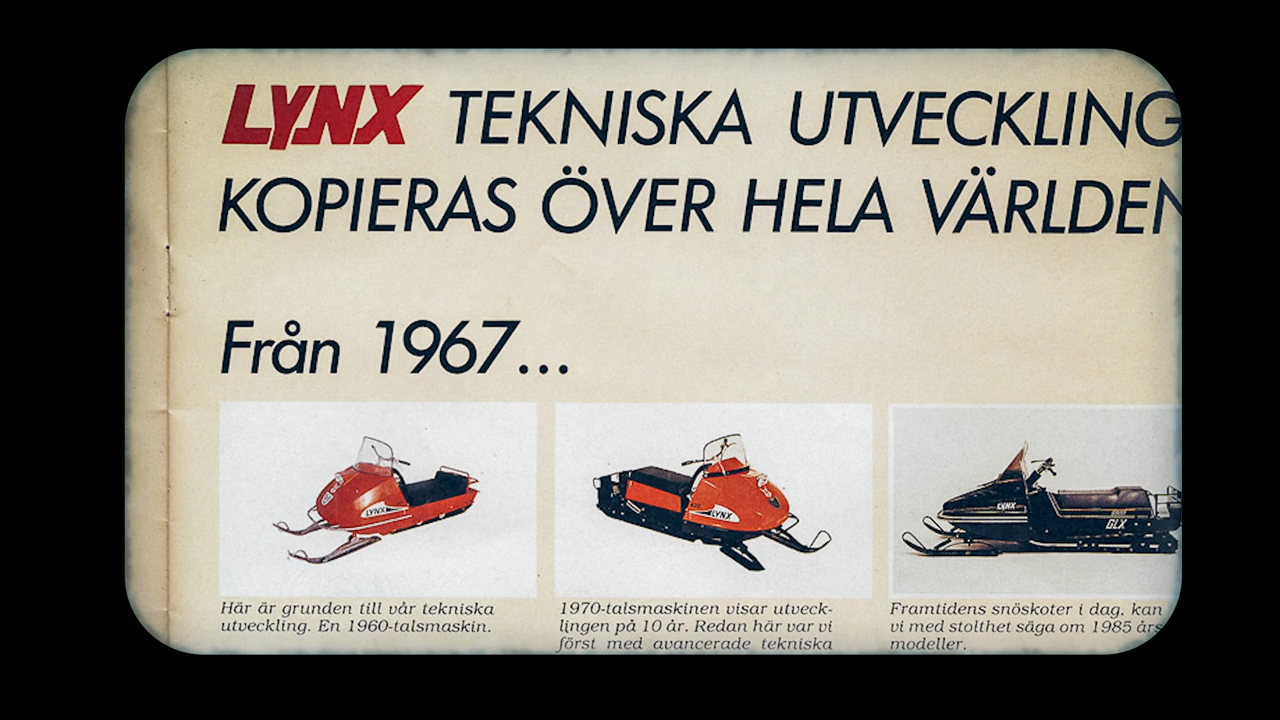 LYNX TEKNISKA UTVECKLING
KOPIERAS ÖVER HELA VÄRLDEN
Från 1967...
LYNX
LYNX
LYNX
GLX
Här är grunden till vår tekniska
utveckling. En 1960-talsmaskin.
1970-talsmaskinen visar utveck-
lingen på 10 år. Redan här var vi
först med avancerade tekniska
Framtidens snöskoter i dag, kan
vi med stolthet säga om 1985 års
modeller.